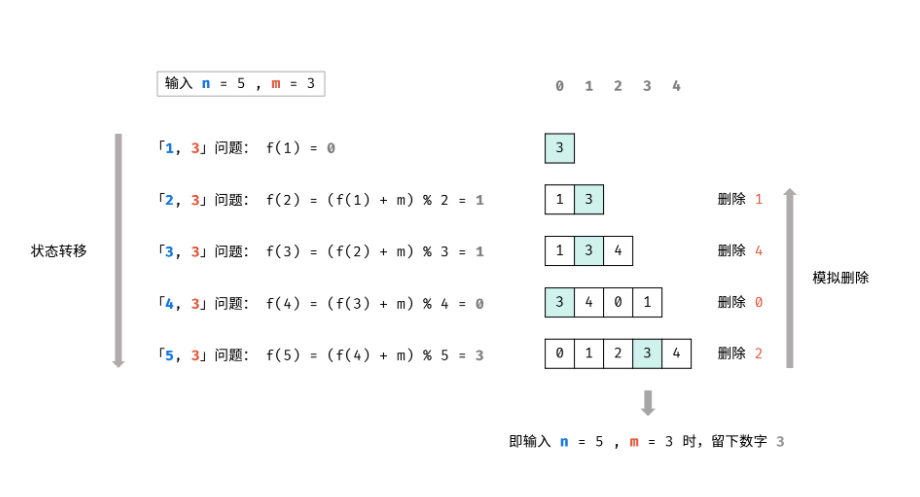 输入 n = 5 , m = 3
0 1 2 3 4
「1, 3」问题： f(1) = 0
3
「2, 3」问题： f(2) = (f(1) + m) % 2 = 1
1 3
删除 1
「3, 3」问题： f(3) = (f(2) + m) % 3 = 1
1 3 4
删除 4
状态转移
模拟删除
「4, 3」问题： f(4) = (f(3) + m) % 4 = 0
3 4 0 1
删除 0
「5, 3」问题： f(5) = (f(4) + m) % 5 = 3
0 1 2 3 4
删除 2
即输入 n = 5 , m = 3 时，留下数字 3